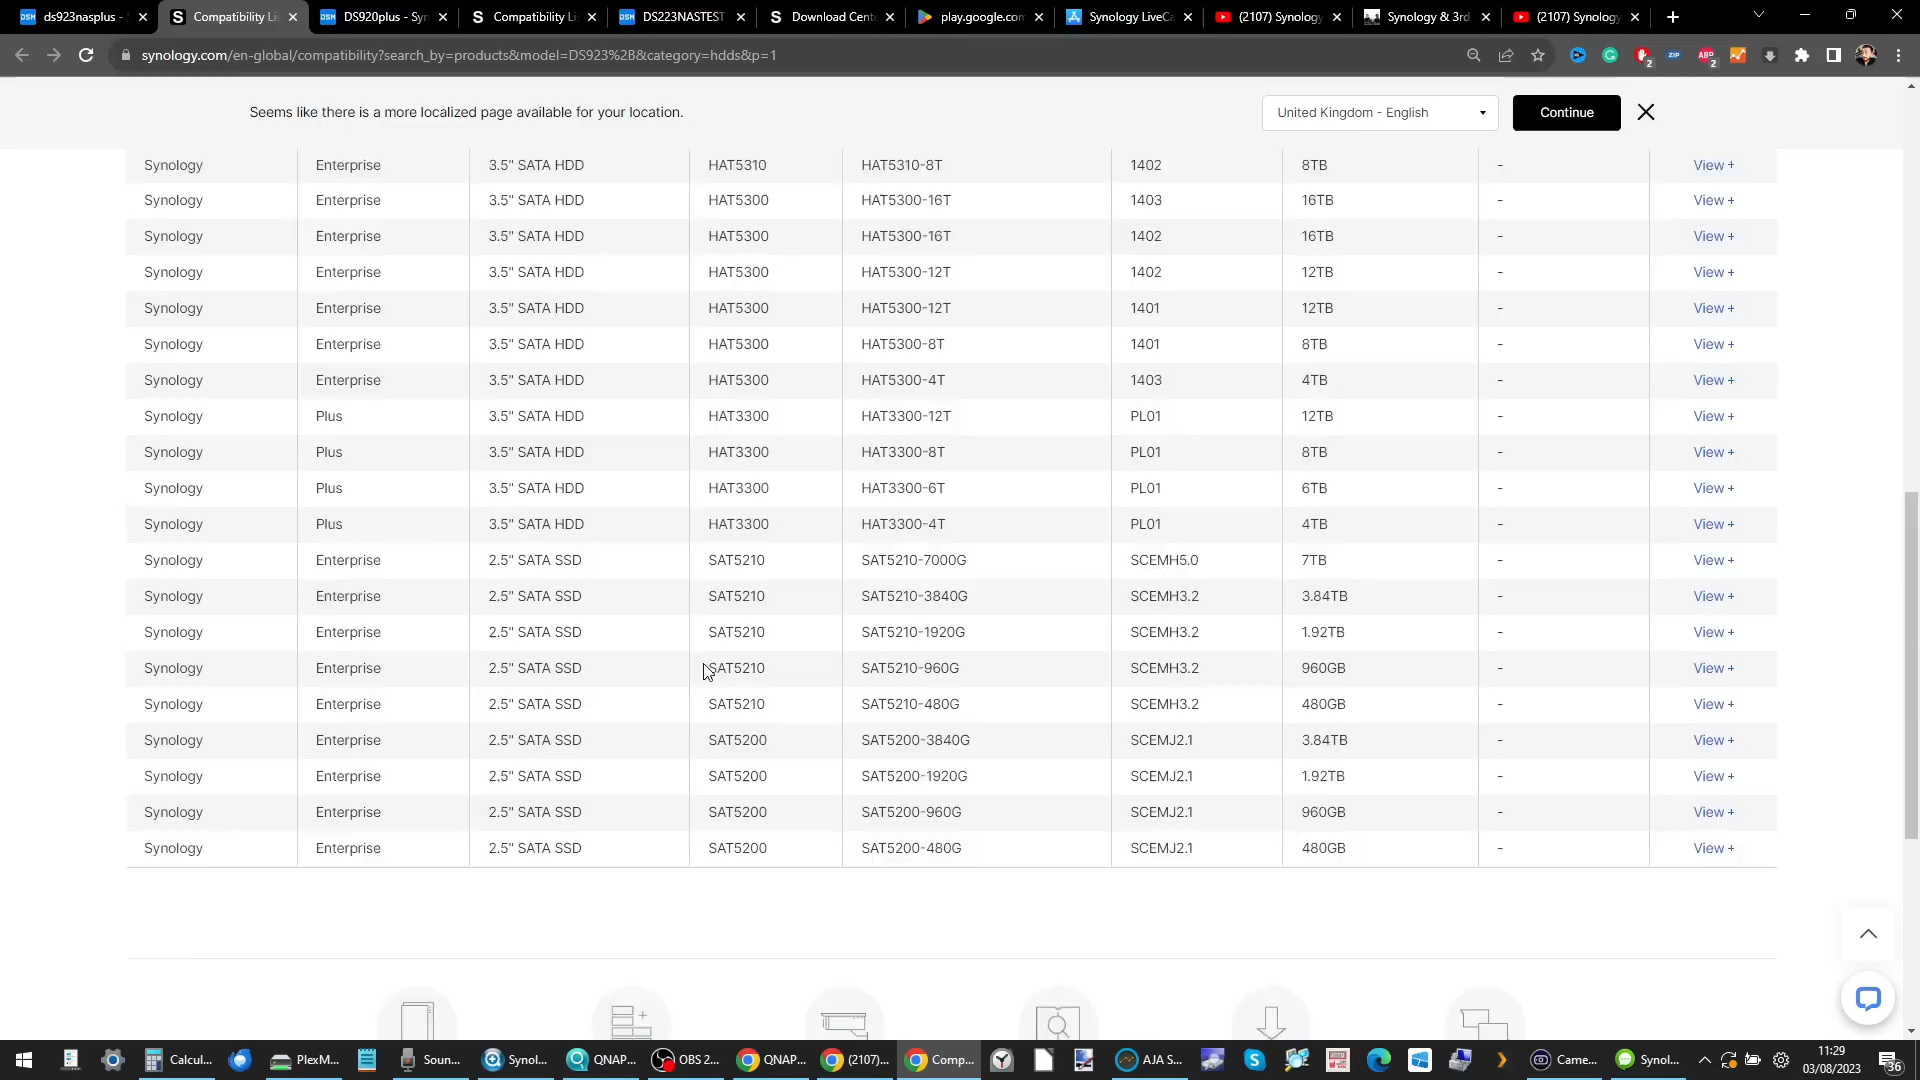 ds923nasplus -
Compatibility Li
DS920plus - Syn
Compatibility Li
DS223NASTEST
Download Cent
play.google.com
Synology LiveCa
(2107) Synology
Synology & 3rd
(2107) Synology
synology.com/en-global/compatibility?search_by=products&model=DS923%2B&category=hdds&p=1
Seems like there is a more localized page available for your location.
United Kingdom - English
Continue
Synology Enterprise 3.5" SATA HDD HAT5310 HAT5310-8T 1402 8TB - View +
Synology Enterprise 3.5" SATA HDD HAT5300 HAT5300-16T 1403 16TB - View +
Synology Enterprise 3.5" SATA HDD HAT5300 HAT5300-16T 1402 16TB - View +
Synology Enterprise 3.5" SATA HDD HAT5300 HAT5300-12T 1402 12TB - View +
Synology Enterprise 3.5" SATA HDD HAT5300 HAT5300-12T 1401 12TB - View +
Synology Enterprise 3.5" SATA HDD HAT5300 HAT5300-8T 1401 8TB - View +
Synology Enterprise 3.5" SATA HDD HAT5300 HAT5300-4T 1403 4TB - View +
Synology Plus 3.5" SATA HDD HAT3300 HAT3300-12T PL01 12TB - View +
Synology Plus 3.5" SATA HDD HAT3300 HAT3300-8T PL01 8TB - View +
Synology Plus 3.5" SATA HDD HAT3300 HAT3300-6T PL01 6TB - View +
Synology Plus 3.5" SATA HDD HAT3300 HAT3300-4T PL01 4TB - View +
Synology Enterprise 2.5" SATA SSD SAT5210 SAT5210-7000G SCEMH5.0 7TB - View +
Synology Enterprise 2.5" SATA SSD SAT5210 SAT5210-3840G SCEMH3.2 3.84TB - View +
Synology Enterprise 2.5" SATA SSD SAT5210 SAT5210-1920G SCEMH3.2 1.92TB - View +
Synology Enterprise 2.5" SATA SSD SAT5210 SAT5210-960G SCEMH3.2 960GB - View +
Synology Enterprise 2.5" SATA SSD SAT5210 SAT5210-480G SCEMH3.2 480GB - View +
Synology Enterprise 2.5" SATA SSD SAT5200 SAT5200-3840G SCEMJ2.1 3.84TB - View +
Synology Enterprise 2.5" SATA SSD SAT5200 SAT5200-1920G SCEMJ2.1 1.92TB - View +
Synology Enterprise 2.5" SATA SSD SAT5200 SAT5200-960G SCEMJ2.1 960GB - View +
Synology Enterprise 2.5" SATA SSD SAT5200 SAT5200-480G SCEMJ2.1 480GB - View +
Calcul...
PlexM...
Soun...
Synol...
QNAP...
OBS 2...
QNAP...
(2107)...
Comp...
AJA S...
Came...
Synol...
11:29
03/08/2023
36